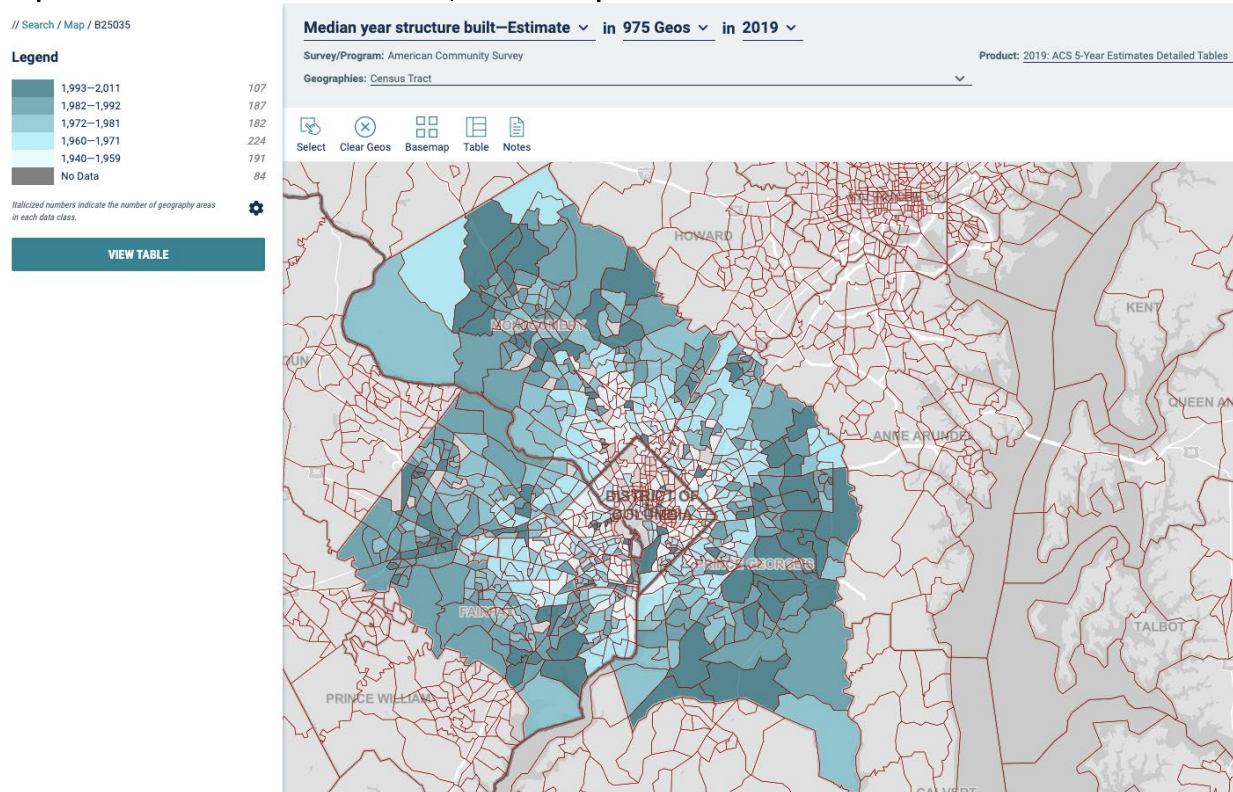 // Search / Map / B25035
Legend
1,993—2,011 107
1,982—1,992 187
1,972—1,981 182
1,960—1,971 224
1,940—1,959 191
No Data 84
Italicized numbers indicate the number of geography areas
in each data class.
VIEW TABLE
Median year structure built—Estimate in 975 Geos in 2019
Survey/Program: American Community Survey
Product: 2019: ACS 5-Year Estimates Detailed Tables
Geographies: Census Tract
Select Clear Geos Basemap Table Notes
HOWARD
KENT
MONTGOMERY
QUEEN AN
ANNE ARUNDEL
DISTRICT OF
COLUMBIA
PRINCE GEORGE'S
FAIRFAX
TALBOT
PRINCE WILLIAM
CALVERT